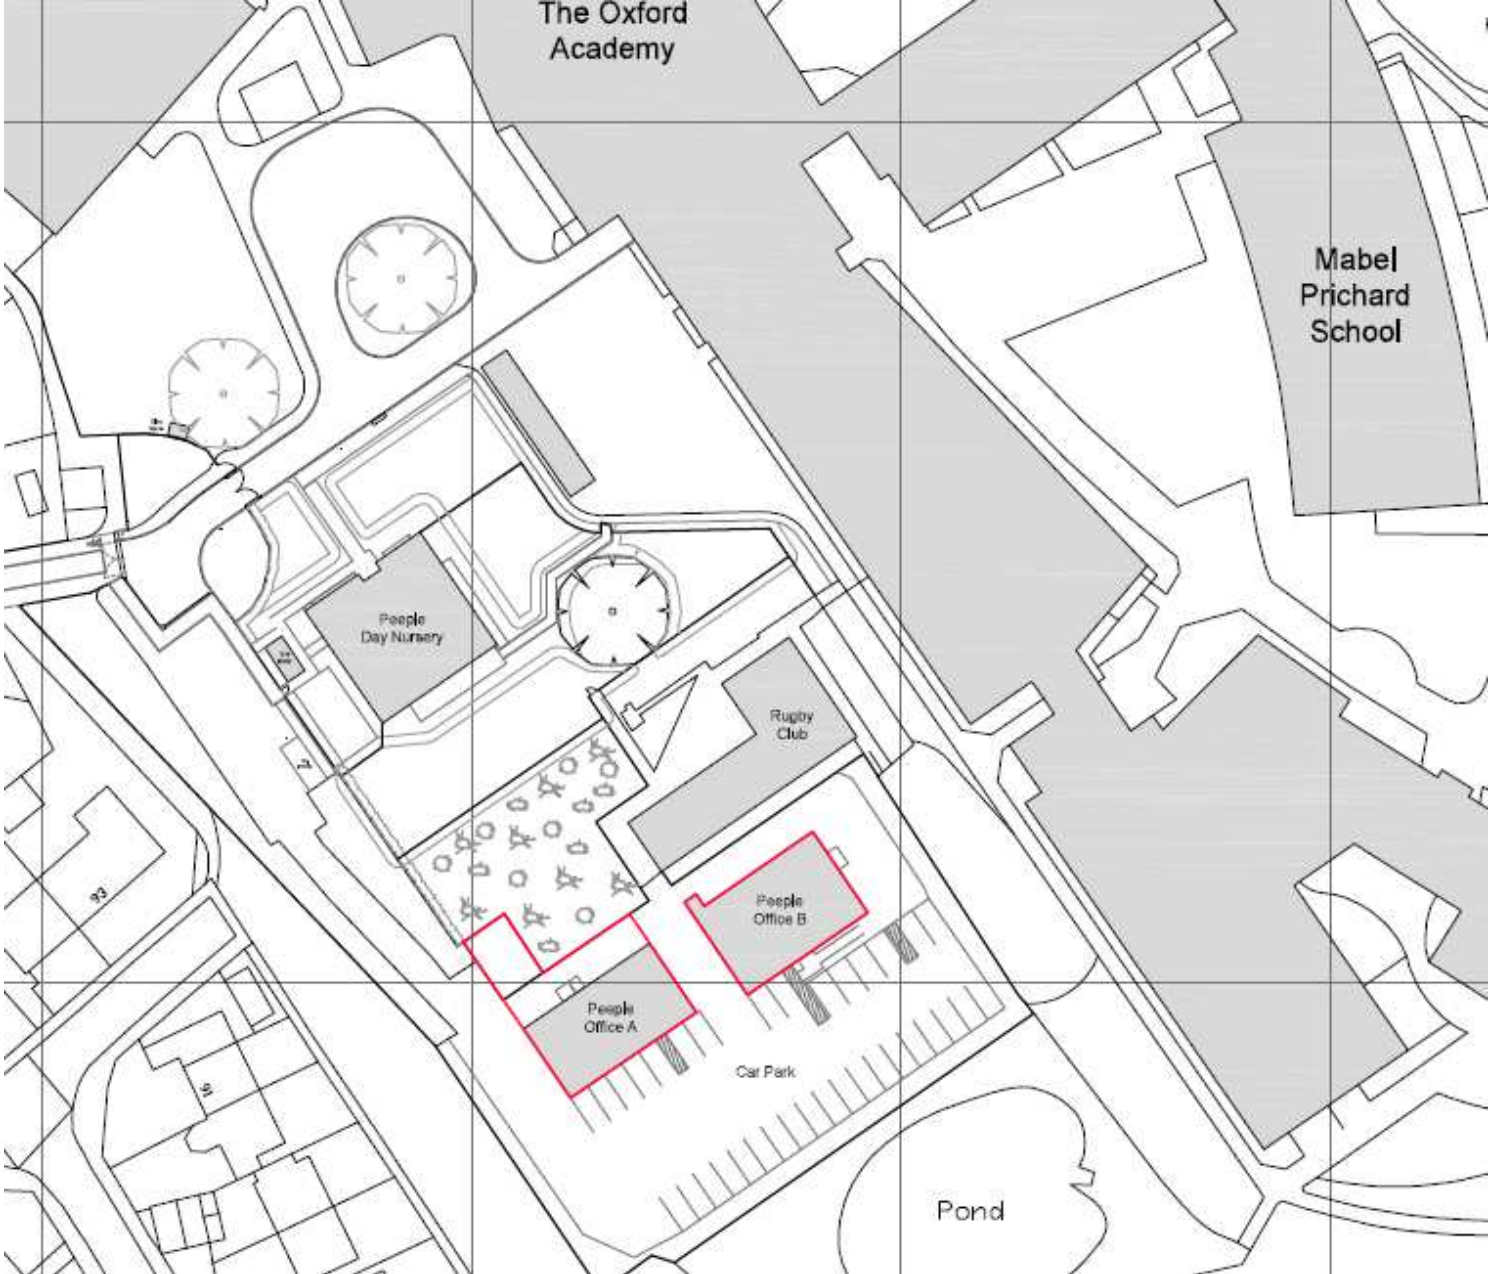 The Oxford
Academy
Mabel
Prichard
School
Peeple
Day Nursery
Rugby
Club
Peeple
Office B
Peeple
Office A
Car Park
Pond
93
91